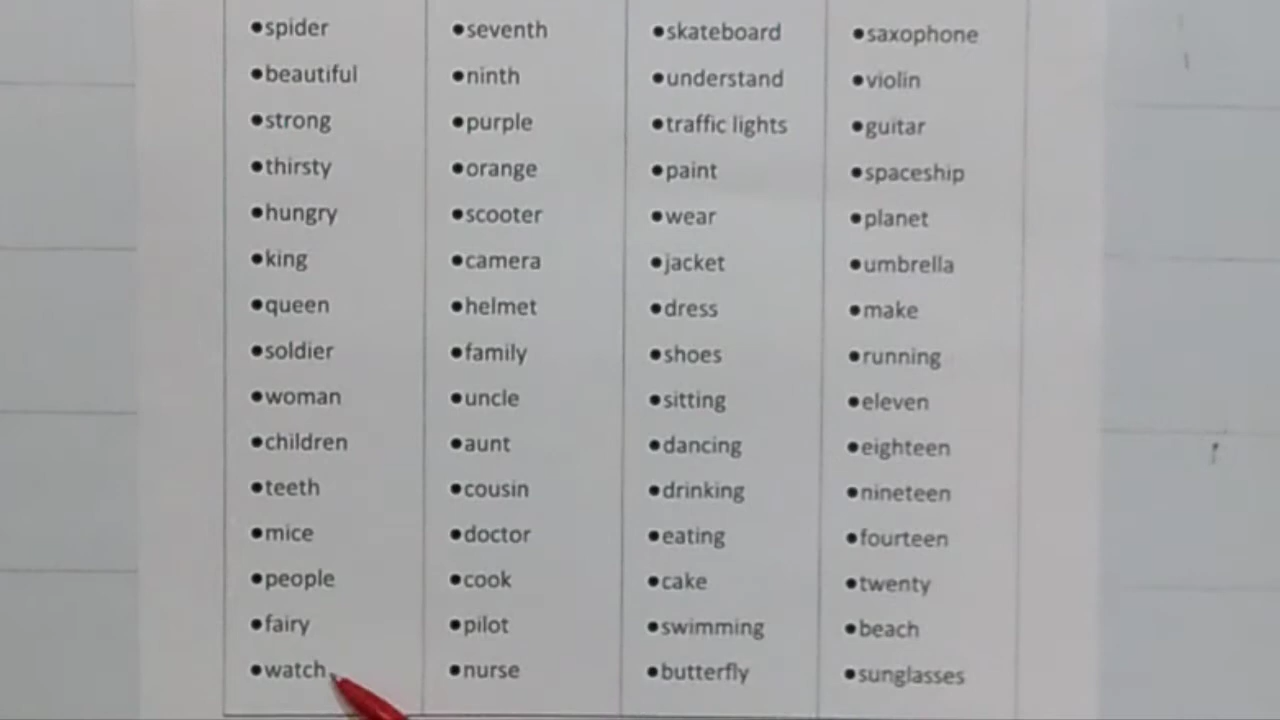 •spider •seventh •skateboard •saxophone
•beautiful •ninth •understand •violin
•strong •purple •traffic lights •guitar
•thirsty •orange •paint •spaceship
•hungry •scooter •wear •planet
•king •camera •jacket •umbrella
•queen •helmet •dress •make
•soldier •family •shoes •running
•woman •uncle •sitting •eleven
•children •aunt •dancing •eighteen
•teeth •cousin •drinking •nineteen
•mice •doctor •eating •fourteen
•people •cook •cake •twenty
•fairy •pilot •swimming •beach
•watch •nurse •butterfly •sunglasses